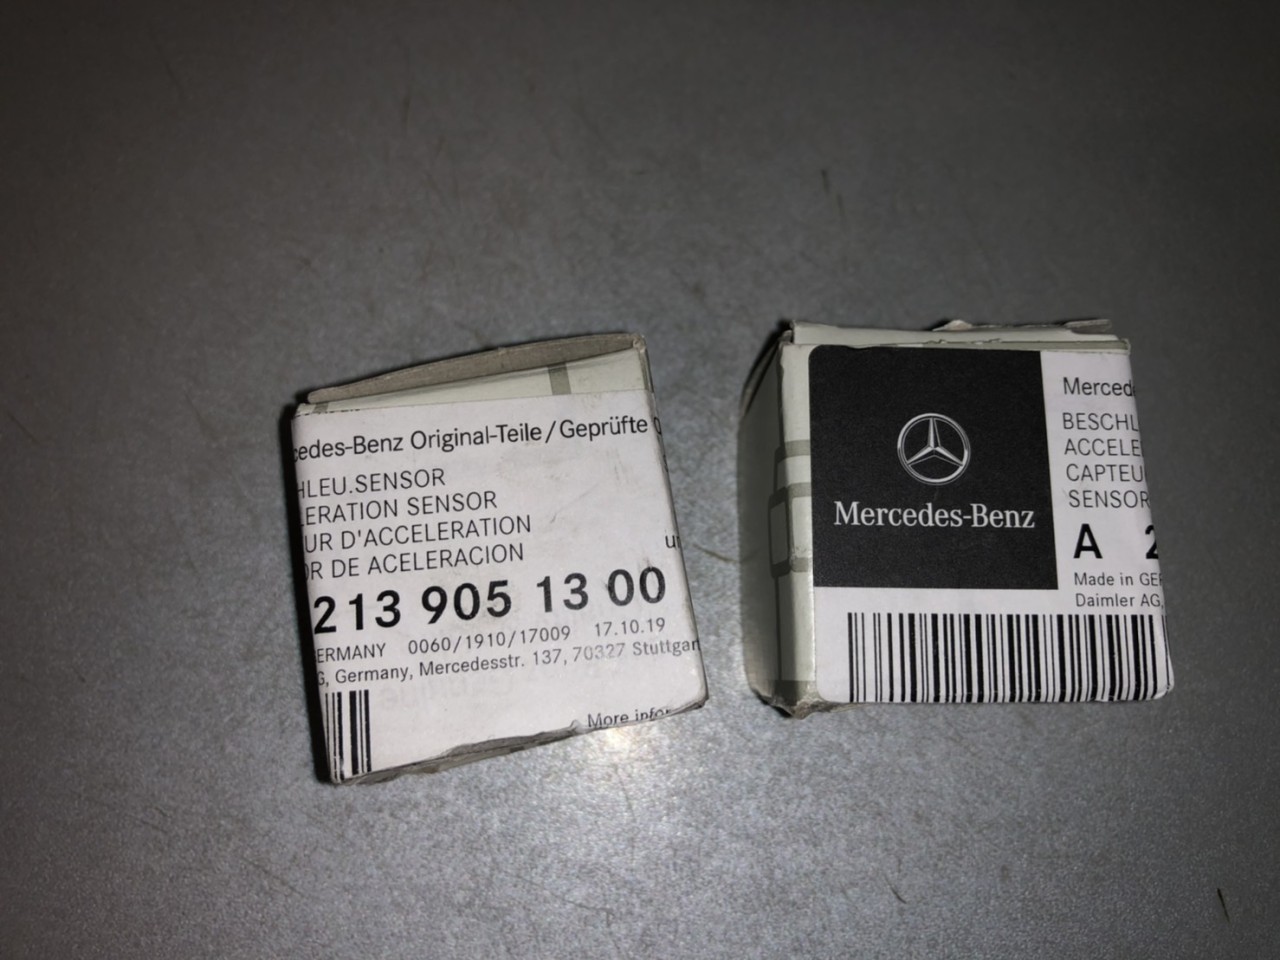 cedes-Benz Original-Teile/Geprüfte
HLEU.SENSOR
LERATION SENSOR
UR D'ACCELERATION
OR DE ACELERACION
213 905 13 00
ERMANY 0060/1910/17009 17.10.19
G, Germany, Mercedesstr. 137, 70327 Stuttgar
More infor
Mercedes-Benz
Mercede
BESCHL
ACCELE
CAPTEU
SENSOR
A 2
Made in GER
Daimler AG,